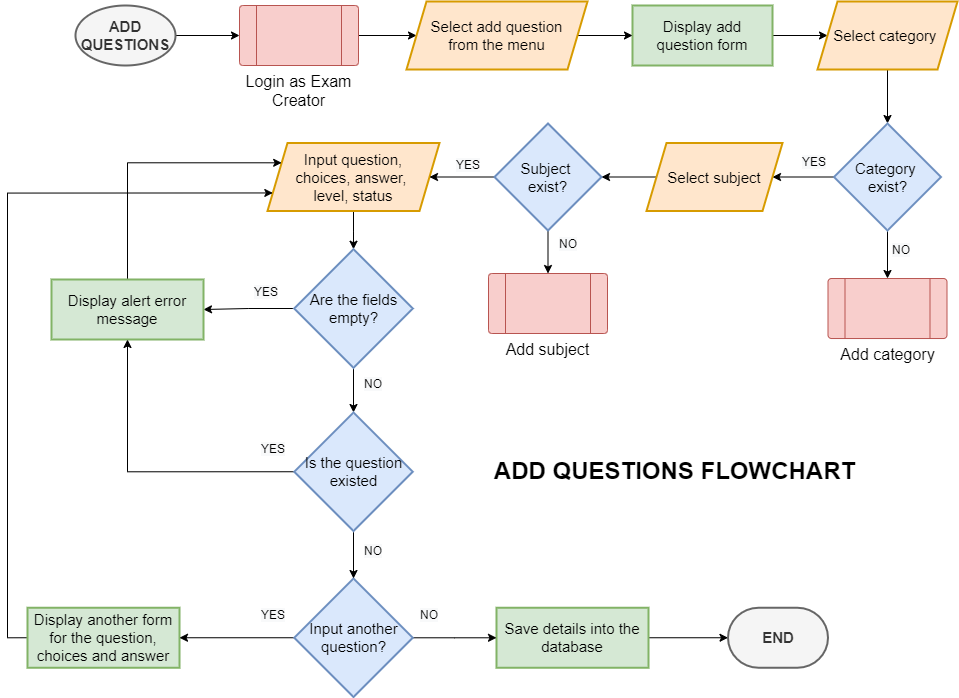 ADD
QUESTIONS
Login as Exam
Creator
Select add question
from the menu
Display add
question form
Select category
Category
exist?
YES
NO
Add category
Select subject
Subject
exist?
YES
NO
Add subject
Input question,
choices, answer,
level, status
Are the fields
empty?
YES
NO
Display alert error
message
Is the question
existed
YES
NO
ADD QUESTIONS FLOWCHART
Input another
question?
YES
NO
Display another form
for the question,
choices and answer
Save details into the
database
END